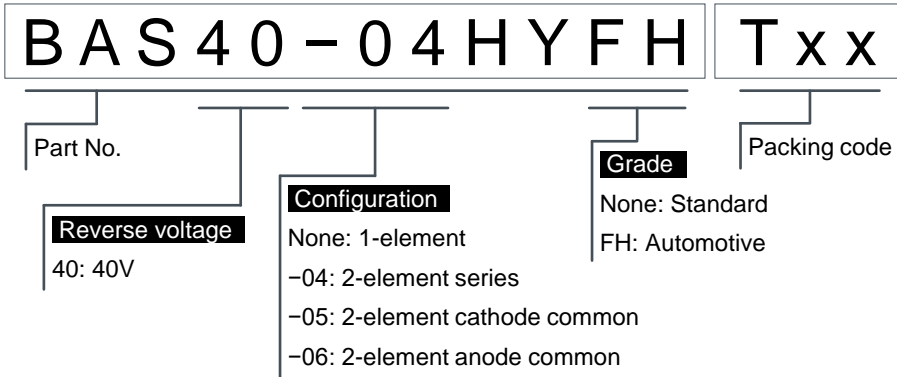 BAS40−04HYFH Txx
Part No.
Packing code
Reverse voltage
40: 40V
Configuration
None: 1-element
−04: 2-element series
−05: 2-element cathode common
−06: 2-element anode common
Grade
None: Standard
FH: Automotive